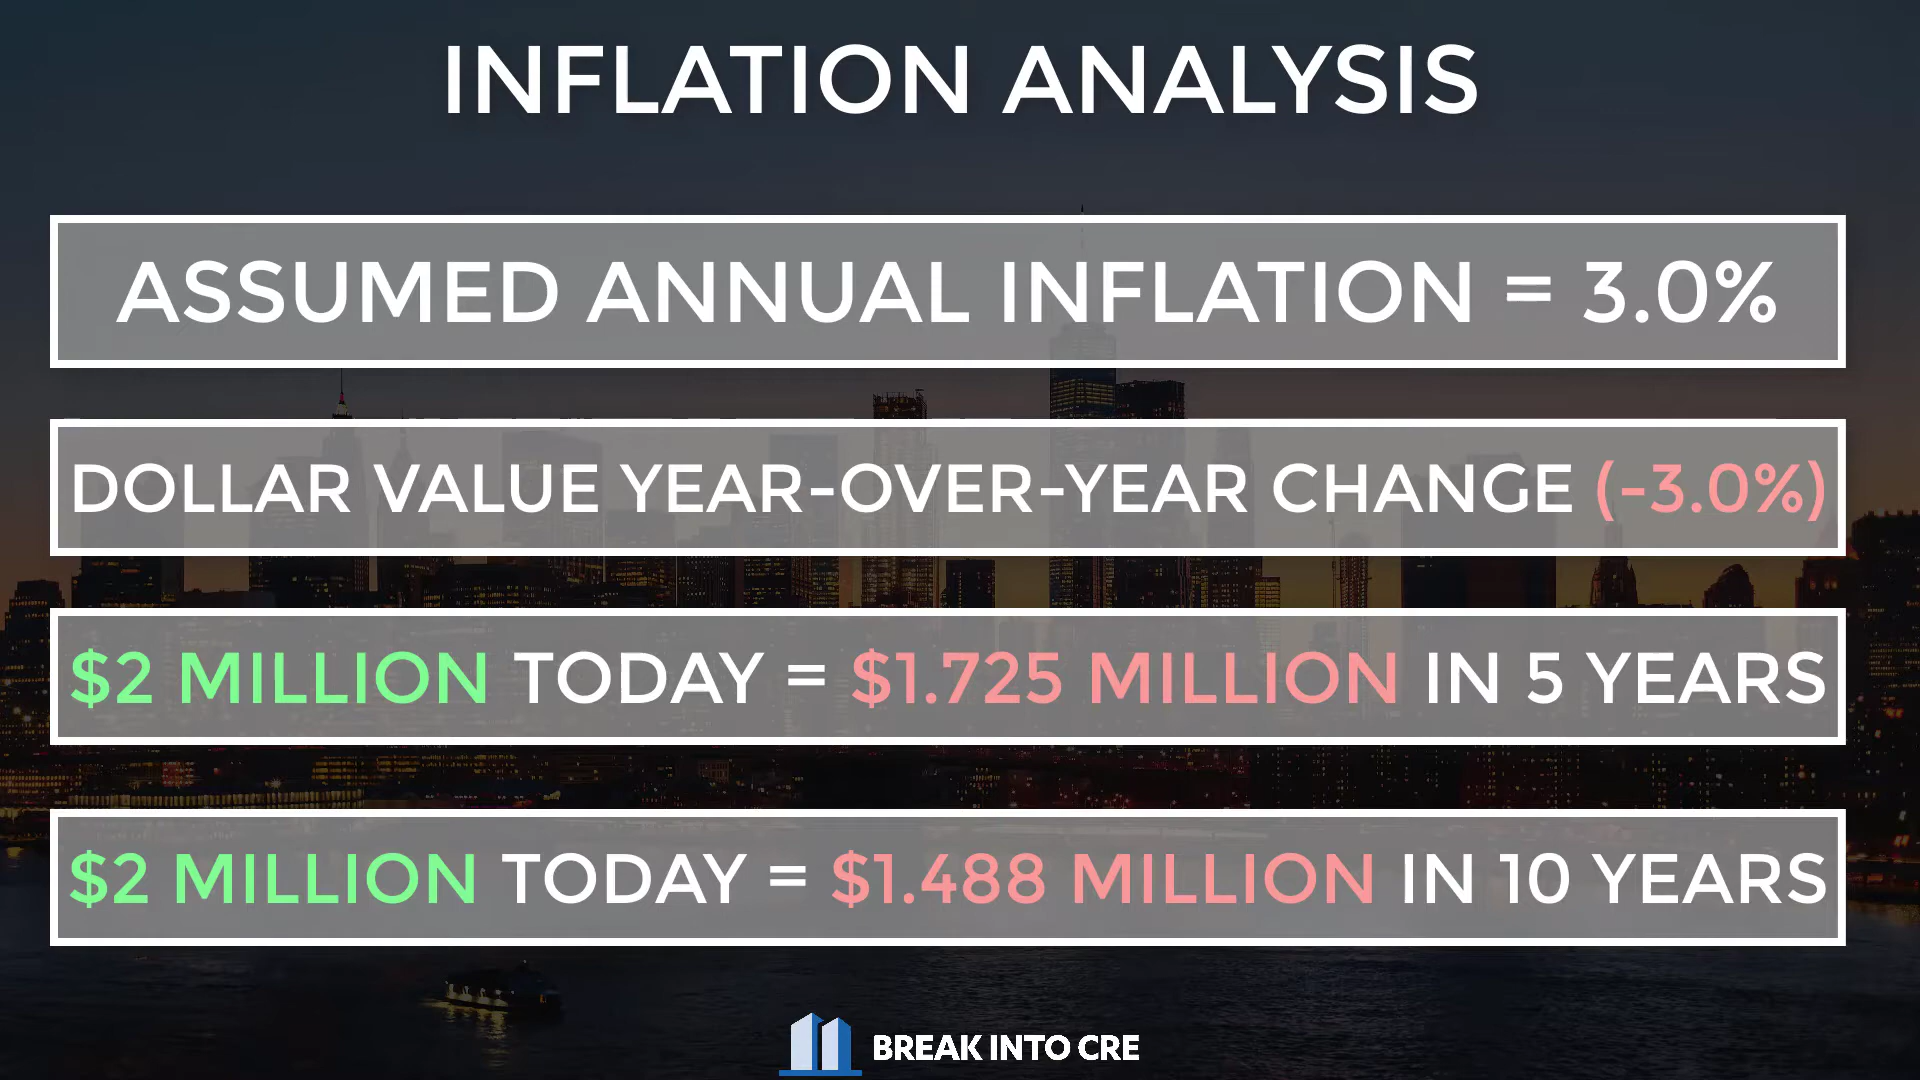 INFLATION ANALYSIS
ASSUMED ANNUAL INFLATION = 3.0%
DOLLAR VALUE YEAR-OVER-YEAR CHANGE (-3.0%)
$2 MILLION TODAY = $1.725 MILLION IN 5 YEARS
$2 MILLION TODAY = $1.488 MILLION IN 10 YEARS
BREAK INTO CRE